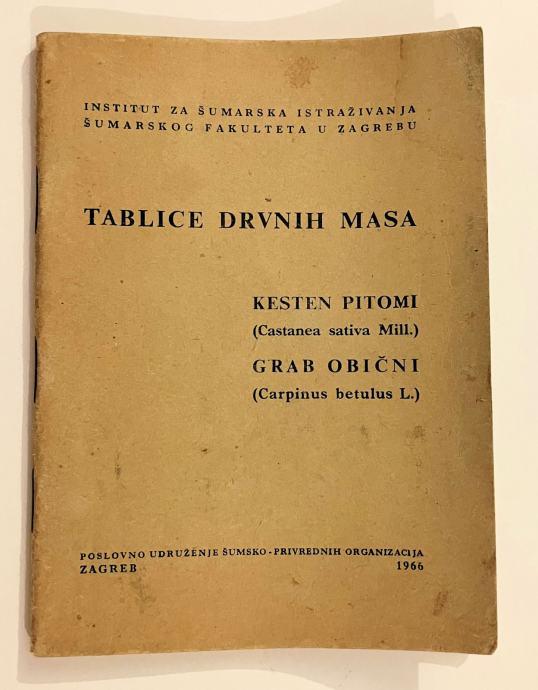 INSTITUT ZA ŠUMARSKA ISTRAŽIVANJA
ŠUMARSKOG FAKULTETA U ZAGREBU
TABLICE DRVNIH MASA
KESTEN PITOMI
(Castanea sativa Mill.)
GRAB OBIČNI
(Carpinus betulus L.)
POSLOVNO UDRUŽENJE ŠUMSKO-PRIVREDNIH ORGANIZACIJA
ZAGREB 1966